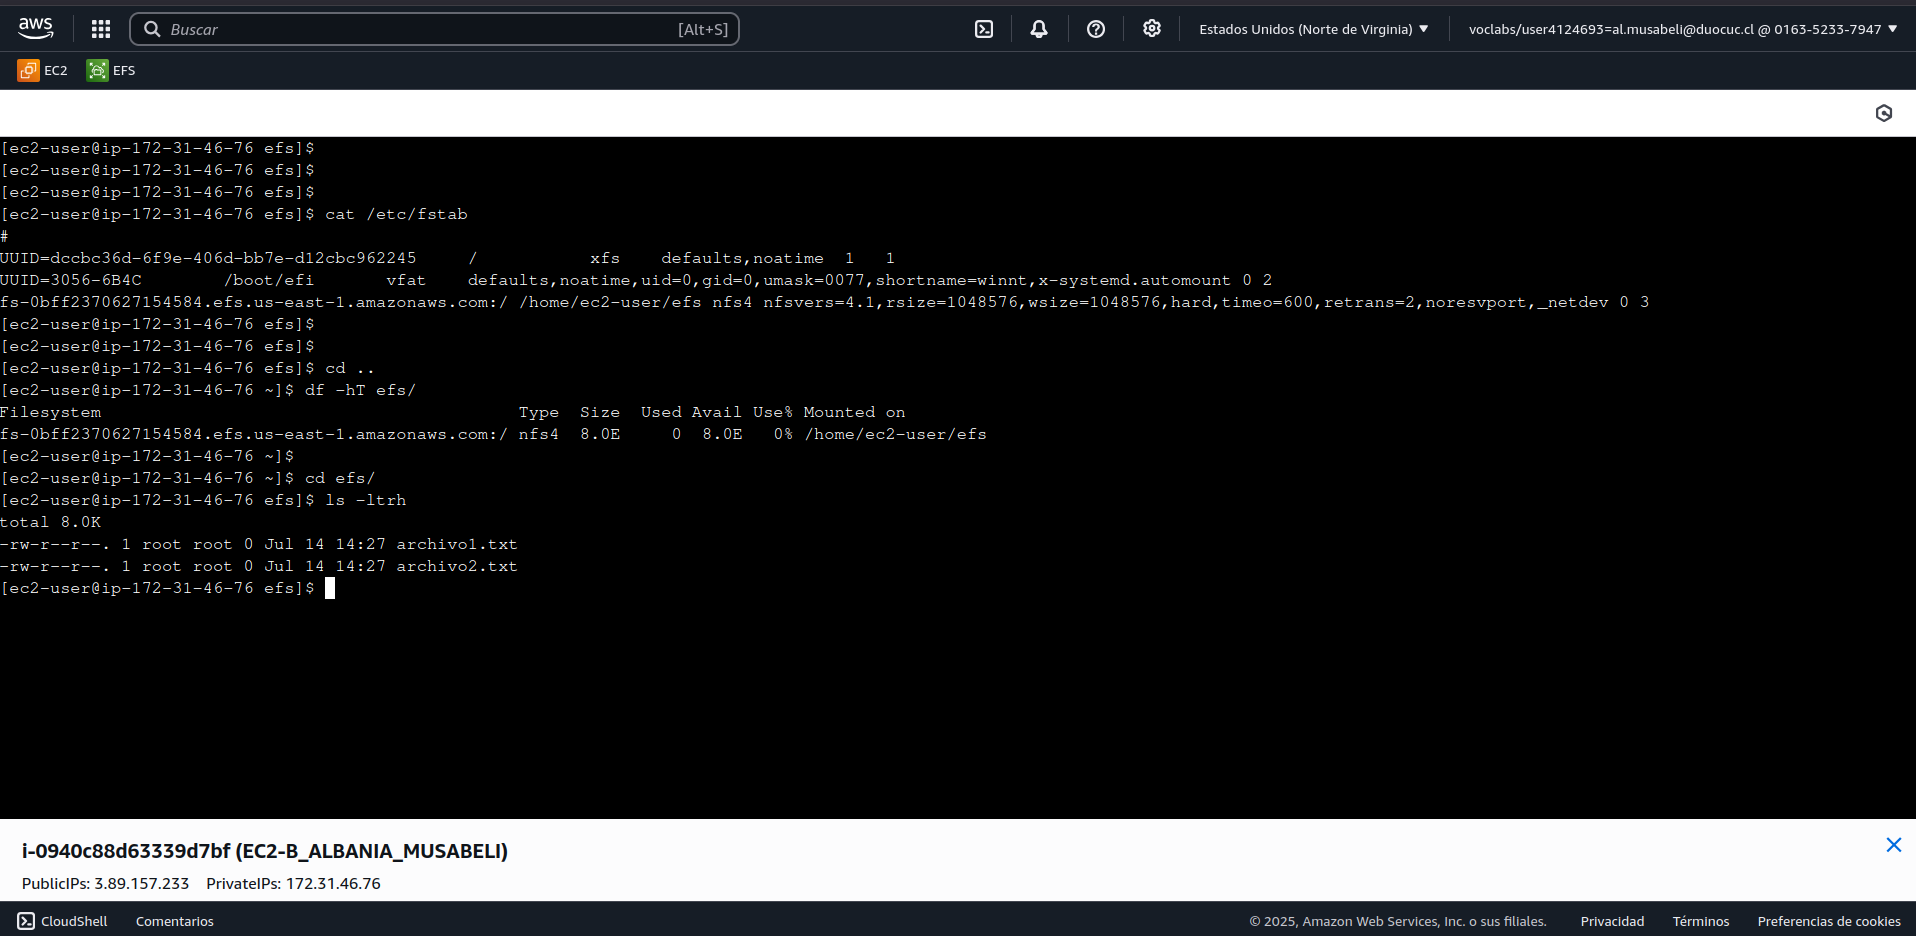 aws
Buscar [Alt+S] Estados Unidos (Norte de Virginia) voclabs/user4124693=al.musabeli@duocuc.cl @ 0163-5233-7947
EC2 EFS
[ec2-user@ip-172-31-46-76 efs]$
[ec2-user@ip-172-31-46-76 efs]$
[ec2-user@ip-172-31-46-76 efs]$
[ec2-user@ip-172-31-46-76 efs]$ cat /etc/fstab
#
UUID=dccbc36d-6f9e-406d-bb7e-d12cbc962245     /           xfs    defaults,noatime  1   1
UUID=3056-6B4C        /boot/efi       vfat    defaults,noatime,uid=0,gid=0,umask=0077,shortname=winnt,x-systemd.automount 0 2
fs-0bff2370627154584.efs.us-east-1.amazonaws.com:/ /home/ec2-user/efs nfs4 nfsvers=4.1,rsize=1048576,wsize=1048576,hard,timeo=600,retrans=2,noresvport,_netdev 0 3
[ec2-user@ip-172-31-46-76 efs]$
[ec2-user@ip-172-31-46-76 efs]$
[ec2-user@ip-172-31-46-76 efs]$ cd ..
[ec2-user@ip-172-31-46-76 ~]$ df -hT efs/
Filesystem                                         Type  Size  Used Avail Use% Mounted on
fs-0bff2370627154584.efs.us-east-1.amazonaws.com:/ nfs4  8.0E     0  8.0E   0% /home/ec2-user/efs
[ec2-user@ip-172-31-46-76 ~]$
[ec2-user@ip-172-31-46-76 ~]$ cd efs/
[ec2-user@ip-172-31-46-76 efs]$ ls -ltrh
total 8.0K
-rw-r--r--. 1 root root 0 Jul 14 14:27 archivo1.txt
-rw-r--r--. 1 root root 0 Jul 14 14:27 archivo2.txt
[ec2-user@ip-172-31-46-76 efs]$
i-0940c88d63339d7bf (EC2-B_ALBANIA_MUSABELI)
PublicIPs: 3.89.157.233 PrivateIPs: 172.31.46.76
CloudShell Comentarios © 2025, Amazon Web Services, Inc. o sus filiales. Privacidad Términos Preferencias de cookies